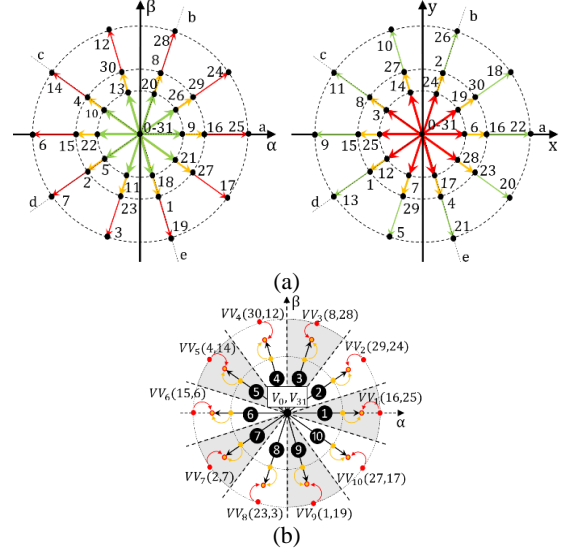 β
b
12
28
c
30
8
24
14
4
13
20
29
10
26
0-31
6
15
22
9
16
25
a
α
5
21
2
27
11
18
7
23
1
17
d
3
19
e
y
b
10
26
c
27
2
18
11
8
14
24
30
3
19
0-31
9
15
25
6
16
22
a
x
12
28
1
23
7
17
13
29
4
20
d
5
21
e
(a)
β
VV4(30,12)
VV3(8,28)
VV5(4,14)
VV2(29,24)
4
3
5
2
VV6(15,6)
V0, V31
VV1(16,25)
6
1
α
7
10
8
9
VV7(2,7)
VV10(27,17)
VV8(23,3)
VV9(1,19)
(b)